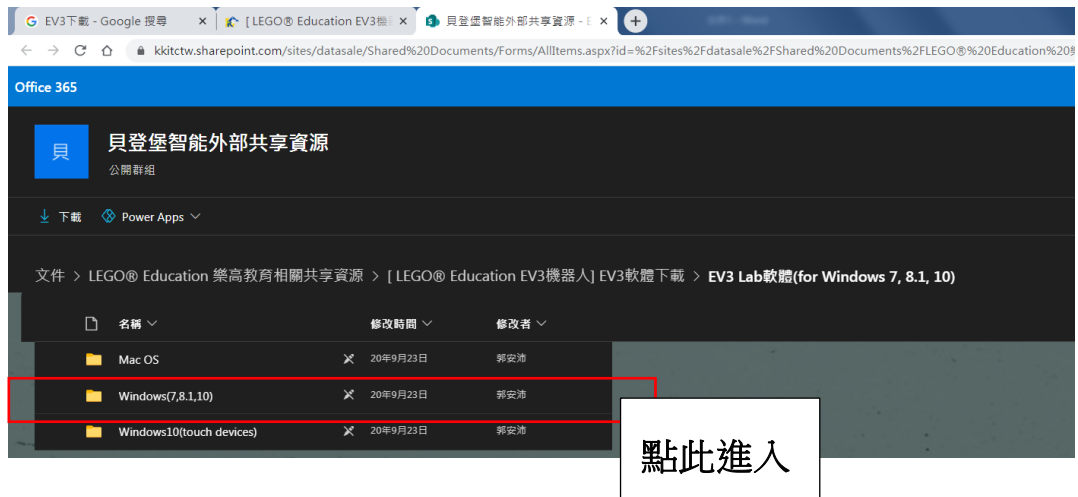 EV3下載 - Google 搜尋
[ LEGO® Education EV3機
貝登堡智能外部共享資源 - E
kkitctw.sharepoint.com/sites/datasale/Shared%20Documents/Forms/AllItems.aspx?id=%2Fsites%2Fdatasale%2FShared%20Documents%2FLEGO®%20Education%20
Office 365
貝
貝登堡智能外部共享資源
公開群組
下載 Power Apps
文件 > LEGO® Education 樂高教育相關共享資源 > [ LEGO® Education EV3機器人] EV3軟體下載 > EV3 Lab軟體(for Windows 7, 8.1, 10)
名稱 修改時間 修改者
Mac OS 20年9月23日 郭安沛
Windows(7,8.1,10) 20年9月23日 郭安沛
Windows10(touch devices) 20年9月23日 郭安沛
點此進入